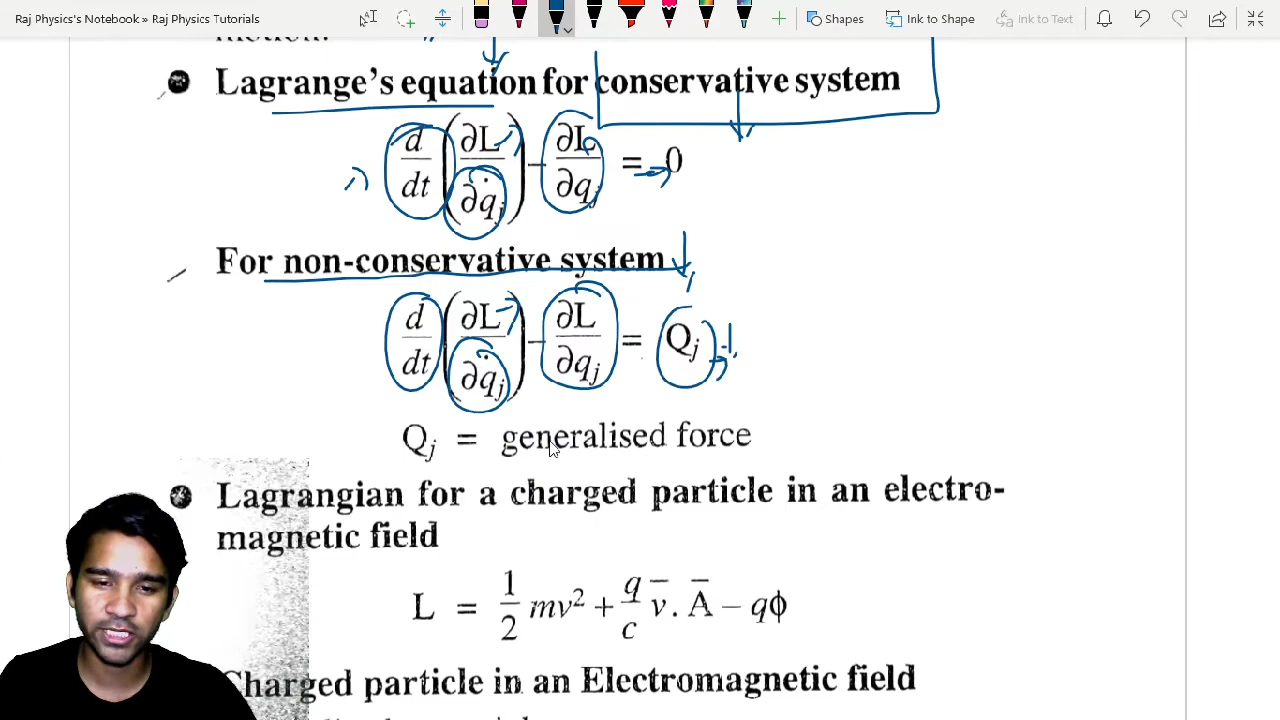 Raj Physics's Notebook » Raj Physics Tutorials
Shapes
Ink to Shape
Ink to Text
motion.
Lagrange's equation for conservative system
d/dt (∂L/∂q̇j) − ∂L/∂qj = 0
For non-conservative system
d/dt (∂L/∂q̇j) − ∂L/∂qj = Qj
Qj = generalised force
Lagrangian for a charged particle in an electro-
magnetic field
L = 1/2 mv² + q/c v̄ . Ā − qϕ
Charged particle in an Electromagnetic field